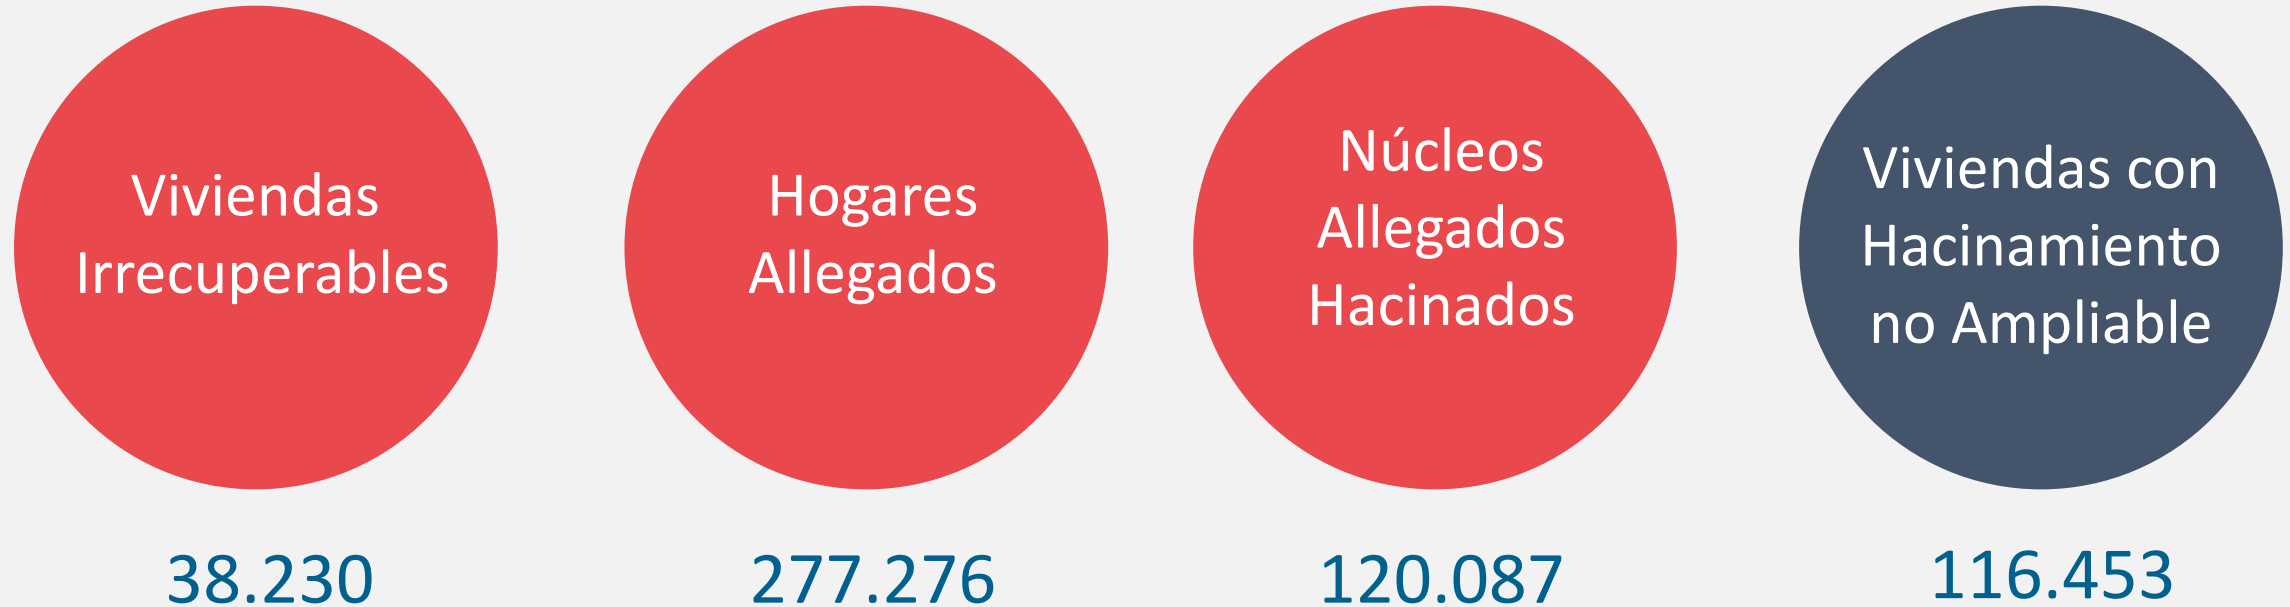 Viviendas
Irrecuperables
38.230
Hogares
Allegados
277.276
Núcleos
Allegados
Hacinados
120.087
Viviendas con
Hacinamiento
no Ampliable
116.453